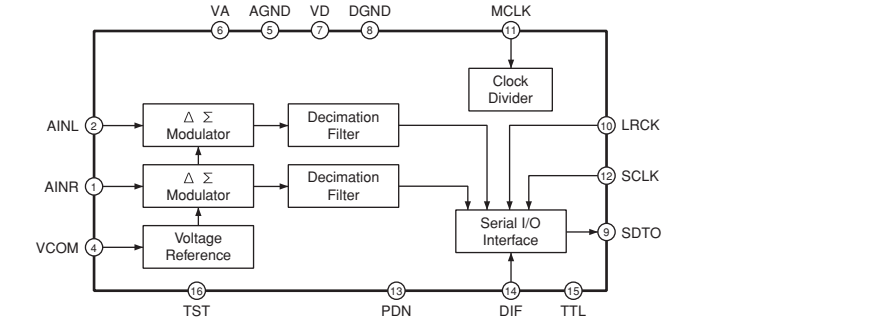 VA AGND VD DGND MCLK
6 5 7 8 11
Clock
Divider
AINL 2
Δ Σ
Modulator
Decimation
Filter
10 LRCK
AINR 1
Δ Σ
Modulator
Decimation
Filter
12 SCLK
VCOM 4
Voltage
Reference
Serial I/O
Interface
9 SDTO
16 13 14 15
TST PDN DIF TTL